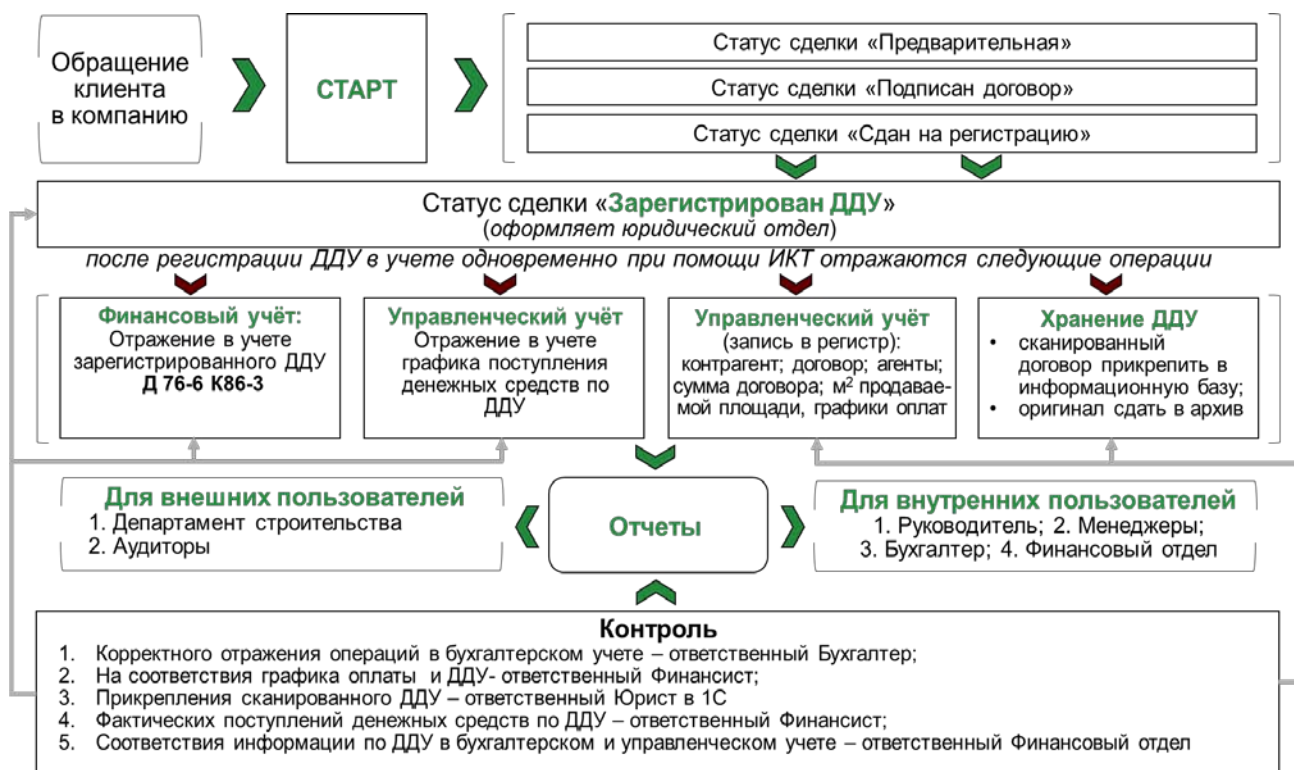 Обращение
клиента
в компанию
СТАРТ
Статус сделки «Предварительная»
Статус сделки «Подписан договор»
Статус сделки «Сдан на регистрацию»
Статус сделки «Зарегистрирован ДДУ»
(оформляет юридический отдел)
после регистрации ДДУ в учете одновременно при помощи ИКТ отражаются следующие операции
Финансовый учёт:
Отражение в учете
зарегистрированного ДДУ
Д 76-6 К86-3
Управленческий учёт
Отражение в учете
графика поступления
денежных средств по
ДДУ
Управленческий учёт
(запись в регистр):
контрагент; договор; агенты;
сумма договора; м² продавае-
мой площади, графики оплат
Хранение ДДУ
• сканированный
договор прикрепить в
информационную базу;
• оригинал сдать в архив
Для внешних пользователей
1. Департамент строительства
2. Аудиторы
Отчеты
Для внутренних пользователей
1. Руководитель; 2. Менеджеры;
3. Бухгалтер; 4. Финансовый отдел
Контроль
1. Корректного отражения операций в бухгалтерском учете – ответственный Бухгалтер;
2. На соответствия графика оплаты и ДДУ- ответственный Финансист;
3. Прикрепления сканированного ДДУ – ответственный Юрист в 1С
4. Фактических поступлений денежных средств по ДДУ – ответственный Финансист;
5. Соответствия информации по ДДУ в бухгалтерском и управленческом учете – ответственный Финансовый отдел